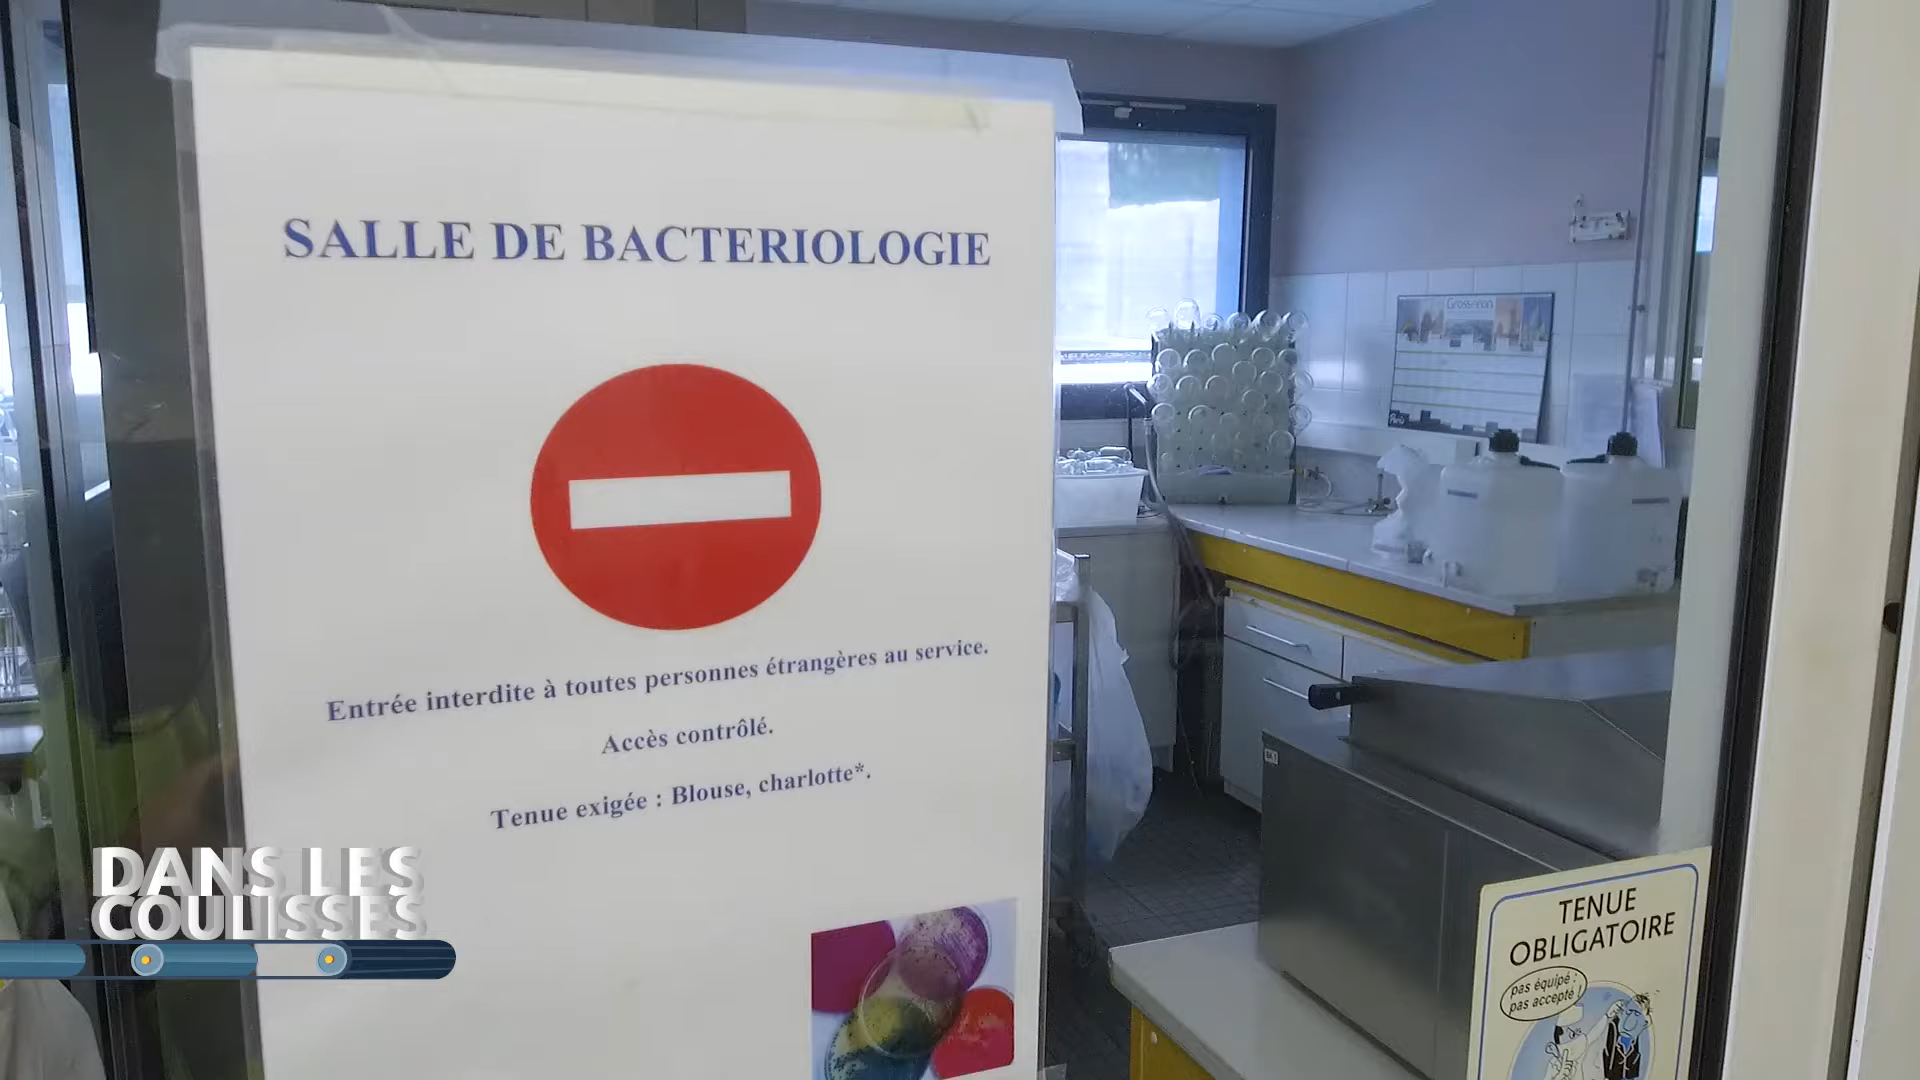 SALLE DE BACTERIOLOGIE
Entrée interdite à toutes personnes étrangères au service.
Accès contrôlé.
Tenue exigée : Blouse, charlotte*.
DANS LES
COULISSES
TENUE
OBLIGATOIRE
pas équipé :
pas accepté !